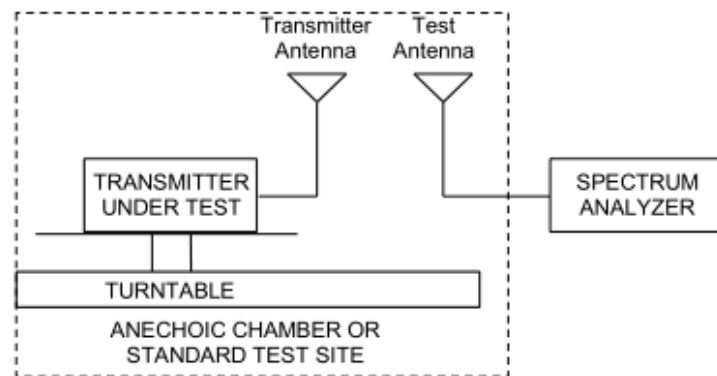 Transmitter
Antenna
Test
Antenna
TRANSMITTER
UNDER TEST
SPECTRUM
ANALYZER
TURNTABLE
ANECHOIC CHAMBER OR
STANDARD TEST SITE